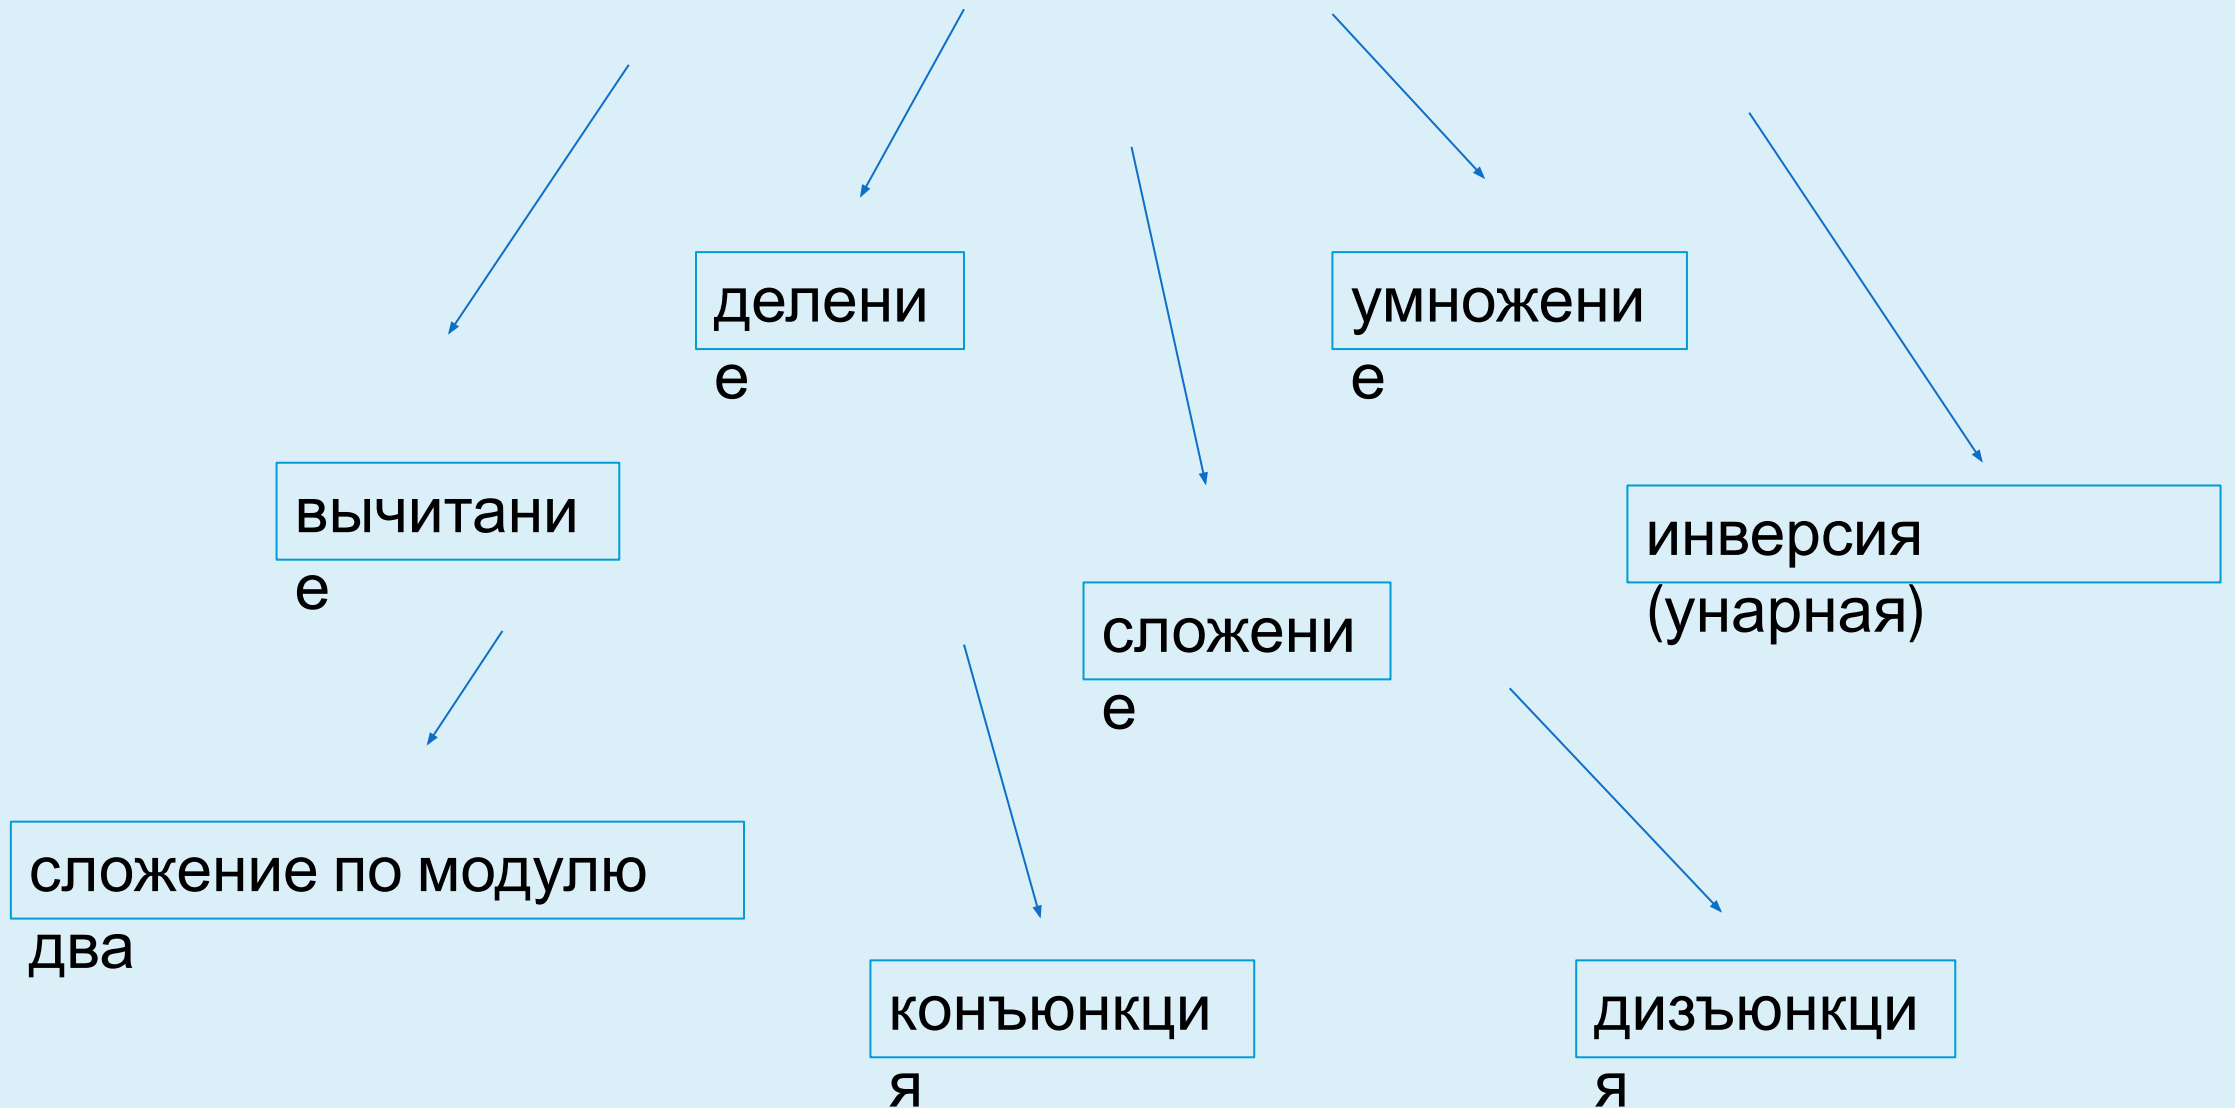 делени
е
умножени
е
вычитани
е
инверсия
(унарная)
сложени
е
сложение по модулю
два
конъюнкци
я
дизъюнкци
я